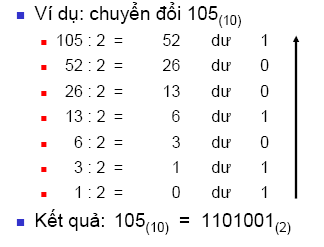 Ví dụ: chuyển đổi 105(10)
105 : 2 = 52 dư 1
52 : 2 = 26 dư 0
26 : 2 = 13 dư 0
13 : 2 = 6 dư 1
6 : 2 = 3 dư 0
3 : 2 = 1 dư 1
1 : 2 = 0 dư 1
Kết quả: 105(10) = 1101001(2)